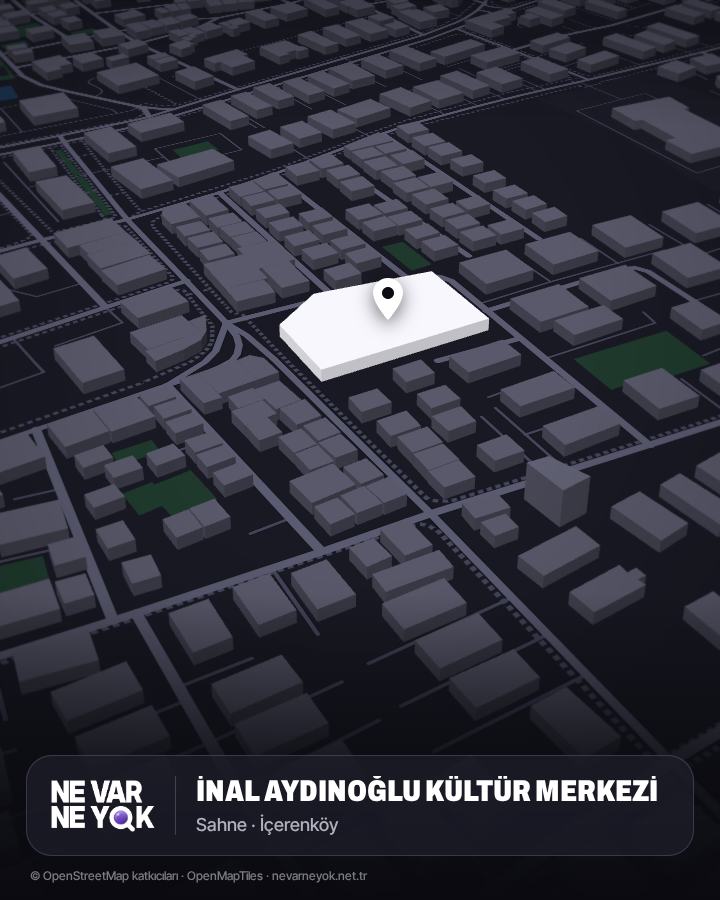 NE VAR
NE YOK
İNAL AYDINOĞLU KÜLTÜR MERKEZİ
Sahne · İçerenköy
© OpenStreetMap katkıcıları · OpenMapTiles · nevarneyok.net.tr